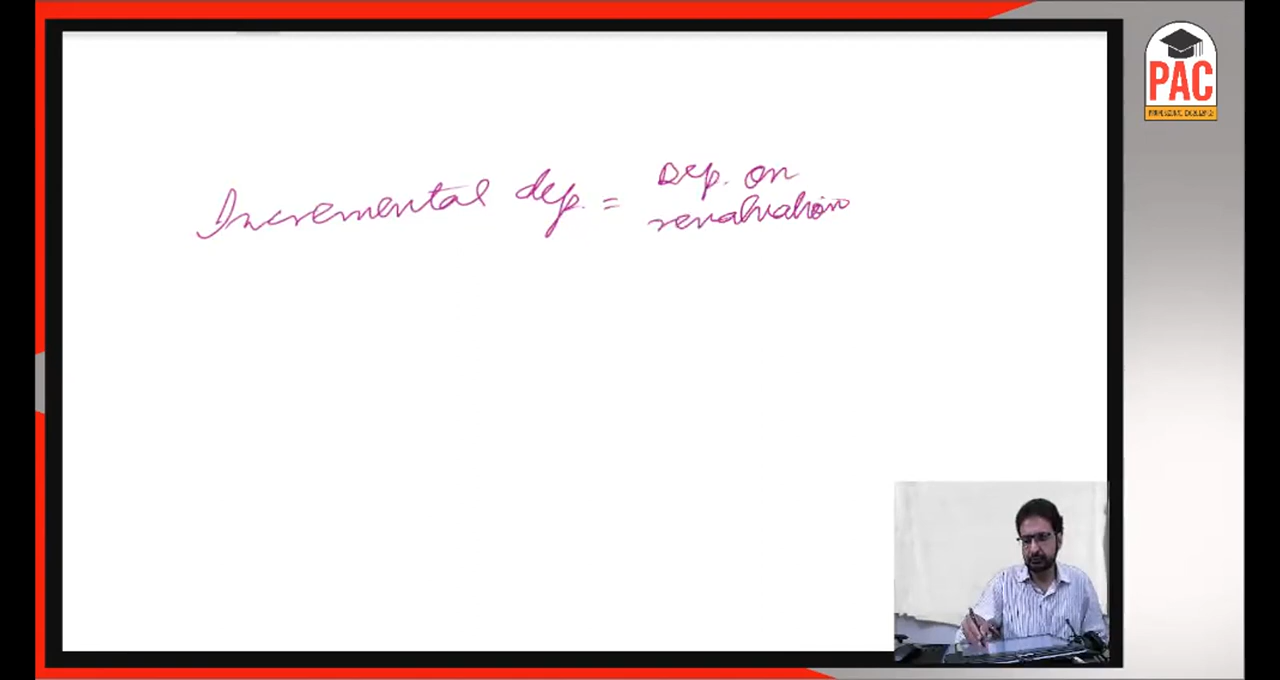 PAC
Incremental dep. = Dep. on
revaluation